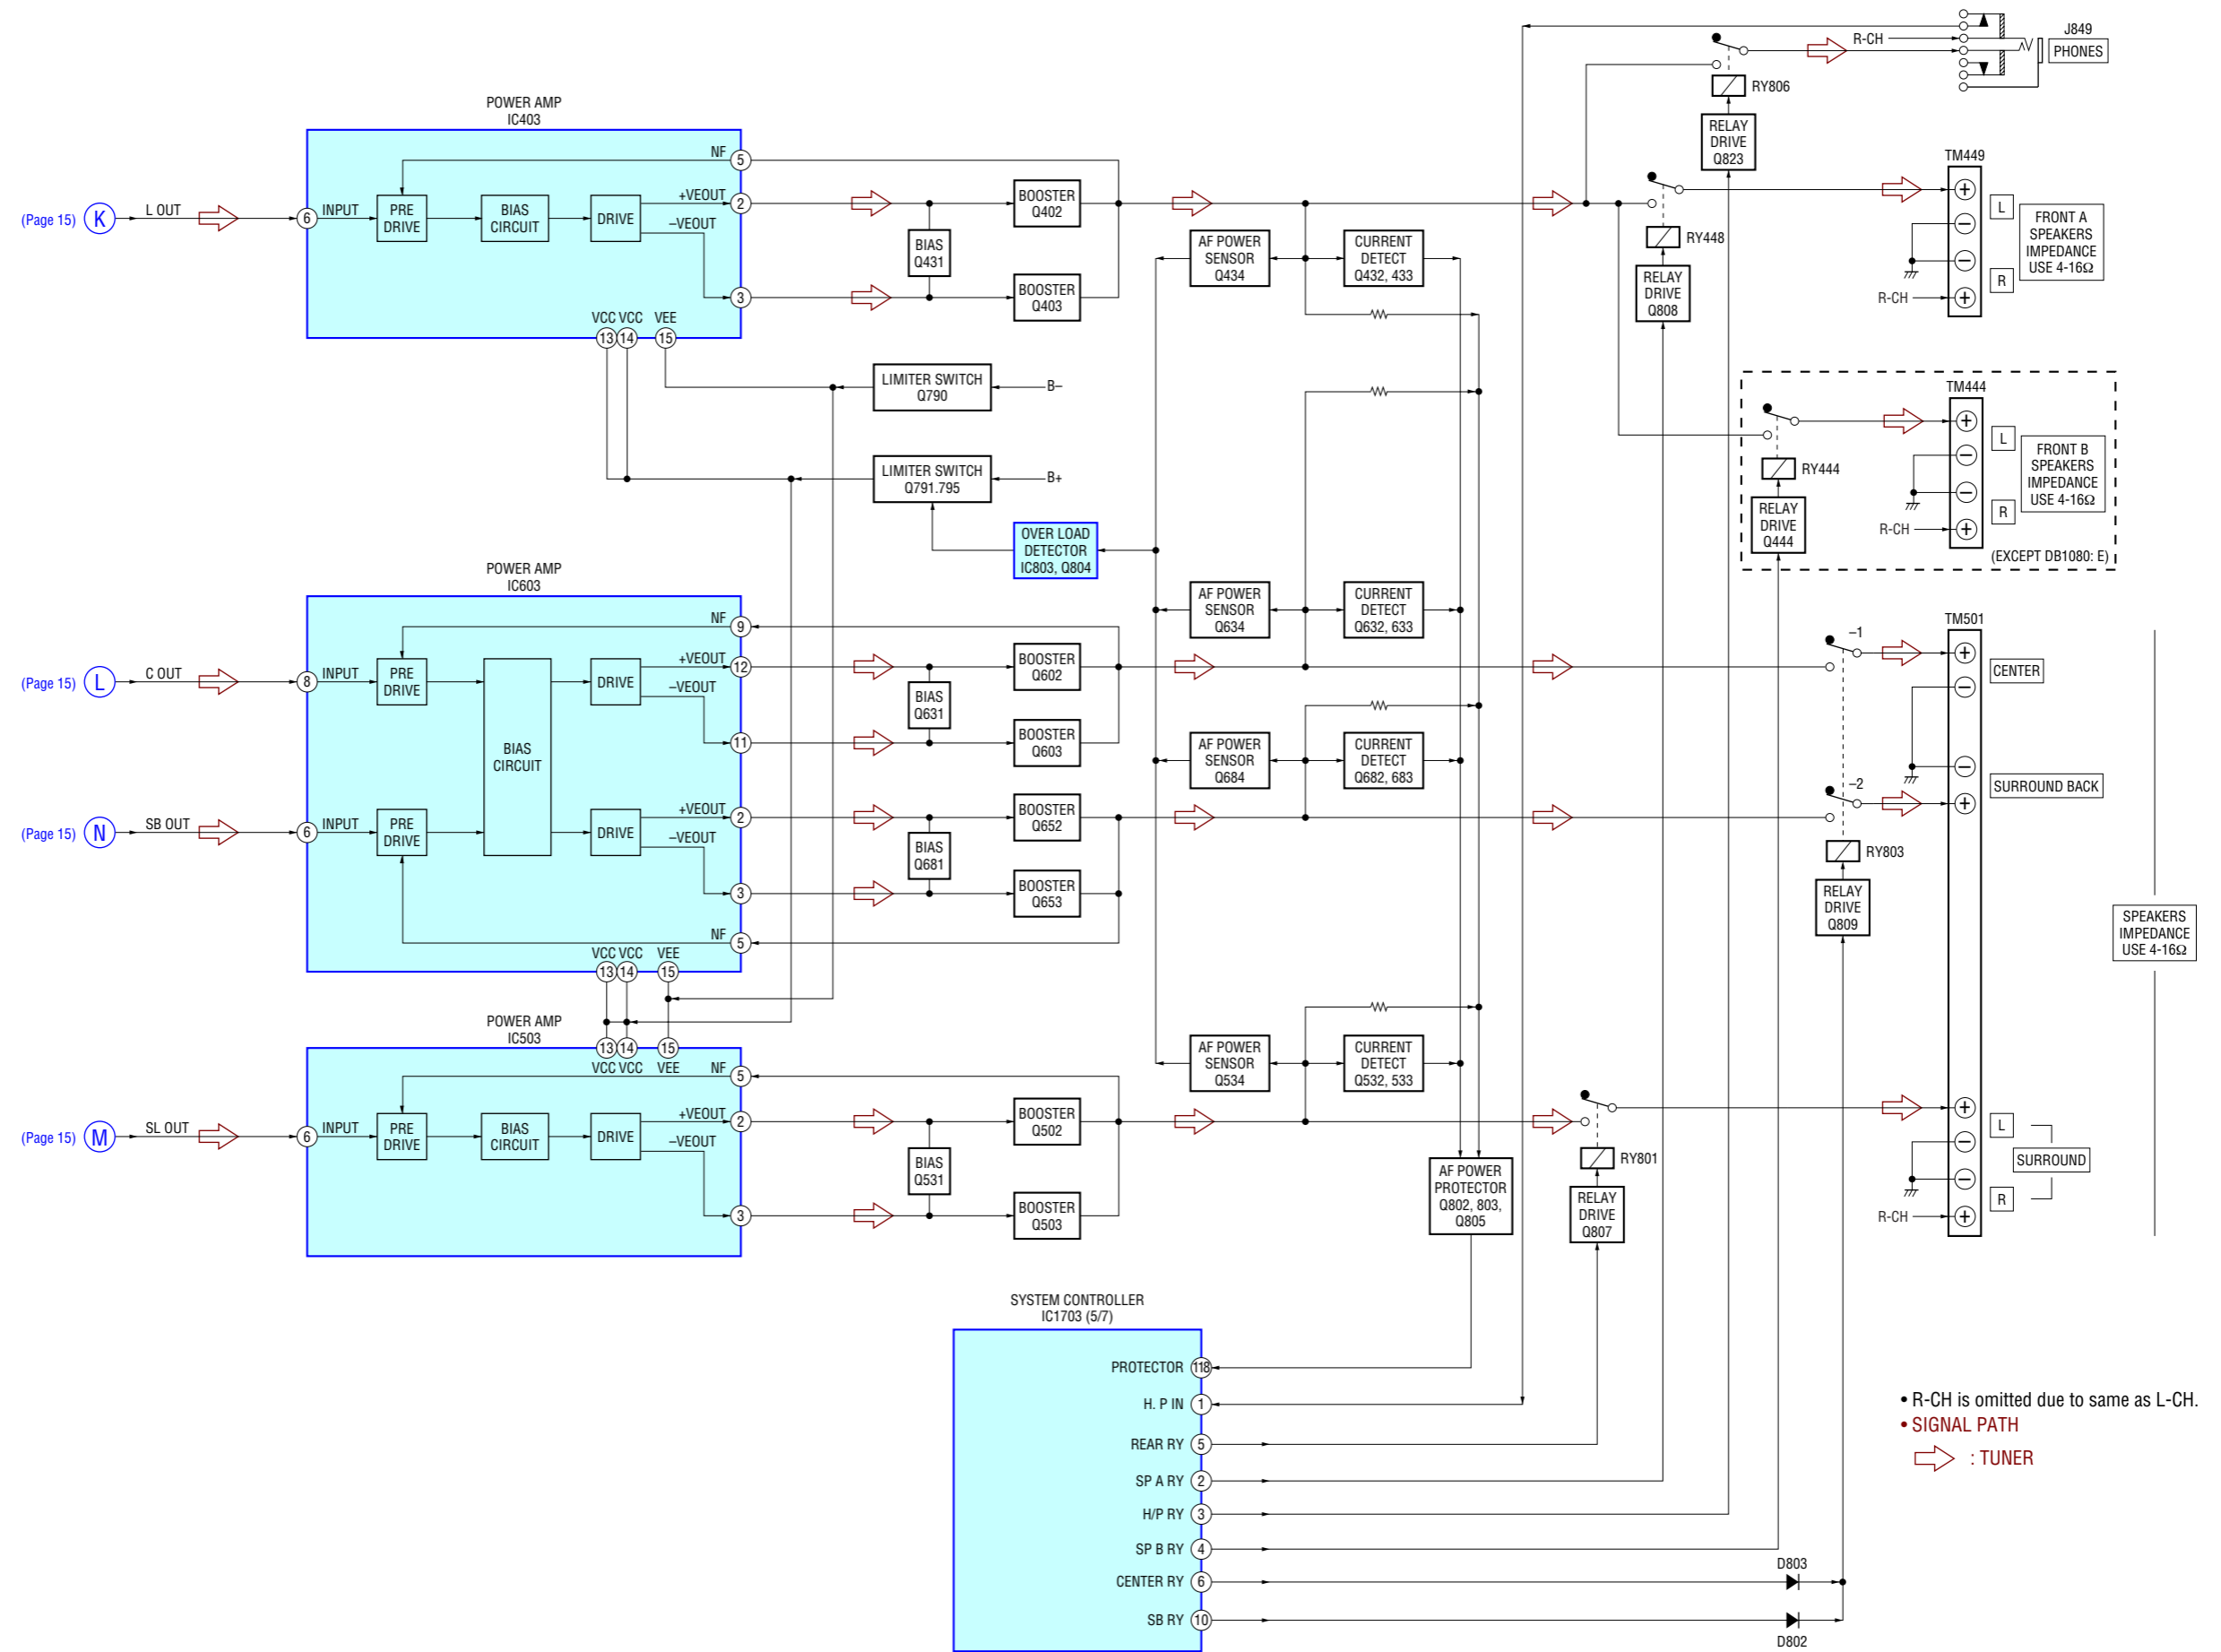 J849
PHONES
R-CH
RY806
RELAY
DRIVE
Q823
POWER AMP
IC403
(Page 15) K L OUT
6 INPUT
PRE
DRIVE
BIAS
CIRCUIT
DRIVE
NF 5
+VEOUT 2
–VEOUT
3
VCC VCC VEE
13 14 15
BIAS
Q431
BOOSTER
Q402
BOOSTER
Q403
AF POWER
SENSOR
Q434
CURRENT
DETECT
Q432, 433
RY448
RELAY
DRIVE
Q808
TM449
+
–
–
+
L
R
R-CH
FRONT A
SPEAKERS
IMPEDANCE
USE 4-16Ω
LIMITER SWITCH
Q790
B–
LIMITER SWITCH
Q791.795
B+
OVER LOAD
DETECTOR
IC803, Q804
RY444
RELAY
DRIVE
Q444
TM444
+
–
–
+
L
R
R-CH
FRONT B
SPEAKERS
IMPEDANCE
USE 4-16Ω
(EXCEPT DB1080: E)
POWER AMP
IC603
(Page 15) L C OUT
8 INPUT
PRE
DRIVE
BIAS
CIRCUIT
DRIVE
NF 9
+VEOUT 12
–VEOUT
11
BIAS
Q631
BOOSTER
Q602
BOOSTER
Q603
AF POWER
SENSOR
Q634
CURRENT
DETECT
Q632, 633
(Page 15) N SB OUT
6 INPUT
PRE
DRIVE
DRIVE
+VEOUT 2
–VEOUT
3
NF 5
VCC VCC VEE
13 14 15
BIAS
Q681
BOOSTER
Q652
BOOSTER
Q653
AF POWER
SENSOR
Q684
CURRENT
DETECT
Q682, 683
–1
–2
RY803
RELAY
DRIVE
Q809
TM501
+
–
–
+
CENTER
SURROUND BACK
SPEAKERS
IMPEDANCE
USE 4-16Ω
POWER AMP
IC503
13 14 15
VCC VCC VEE
(Page 15) M SL OUT
6 INPUT
PRE
DRIVE
BIAS
CIRCUIT
DRIVE
NF 5
+VEOUT 2
–VEOUT
3
BIAS
Q531
BOOSTER
Q502
BOOSTER
Q503
AF POWER
SENSOR
Q534
CURRENT
DETECT
Q532, 533
AF POWER
PROTECTOR
Q802, 803,
Q805
RY801
RELAY
DRIVE
Q807
+
–
–
+
L
SURROUND
R
R-CH
SYSTEM CONTROLLER
IC1703 (5/7)
PROTECTOR 118
H. P IN 1
REAR RY 5
SP A RY 2
H/P RY 3
SP B RY 4
CENTER RY 6
SB RY 10
D803
D802
• R-CH is omitted due to same as L-CH.
• SIGNAL PATH
: TUNER